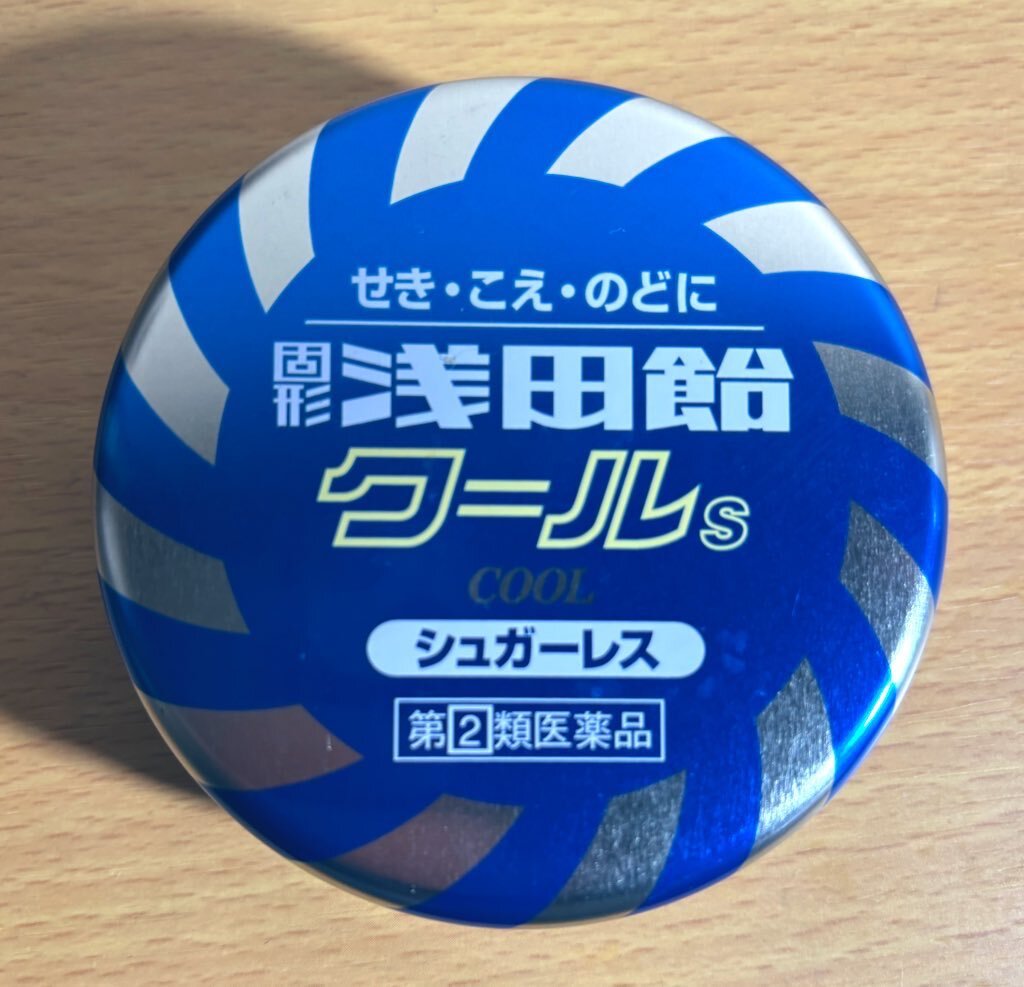 せき・こえ・のどに
固形 浅田飴
クールS
COOL
シュガーレス
第②類医薬品